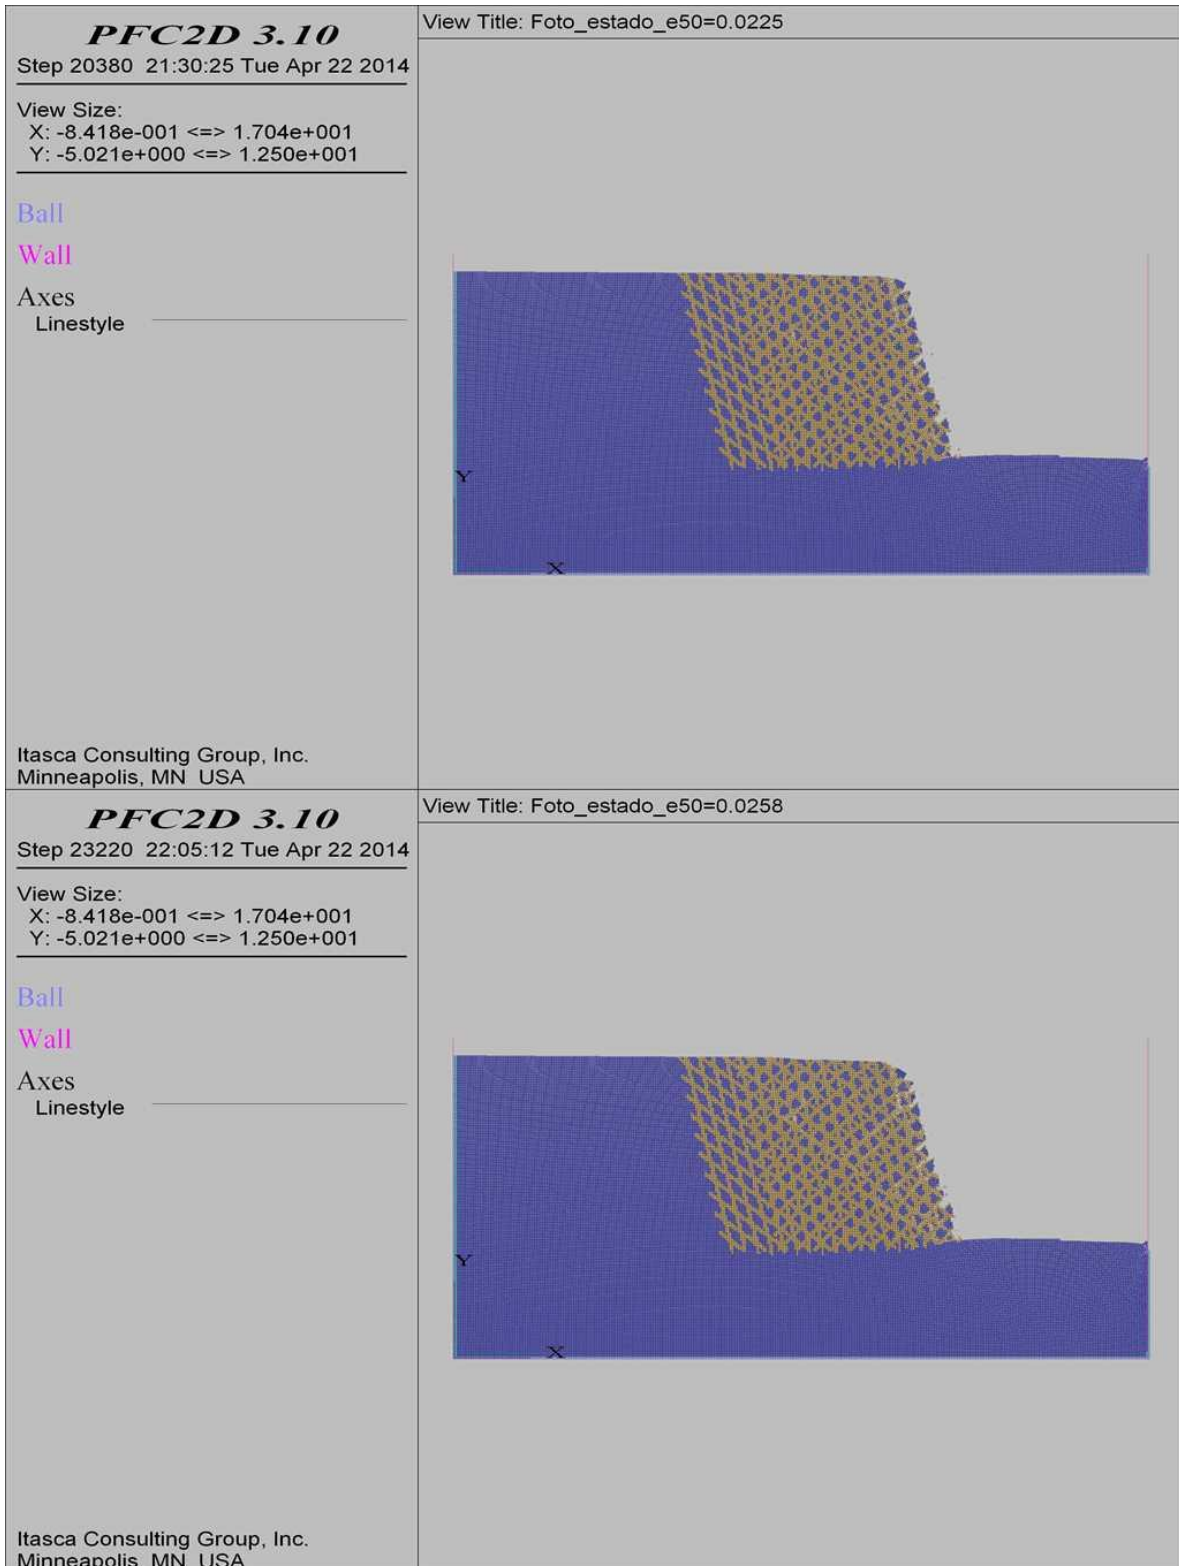 PFC2D 3.10
Step 20380  21:30:25 Tue Apr 22 2014
View Size:
X: -8.418e-001 <=> 1.704e+001
Y: -5.021e+000 <=> 1.250e+001
Ball
Wall
Axes
Linestyle
Itasca Consulting Group, Inc.
Minneapolis, MN  USA
View Title: Foto_estado_e50=0.0225
Y
X
PFC2D 3.10
Step 23220  22:05:12 Tue Apr 22 2014
View Size:
X: -8.418e-001 <=> 1.704e+001
Y: -5.021e+000 <=> 1.250e+001
Ball
Wall
Axes
Linestyle
Itasca Consulting Group, Inc.
Minneapolis, MN  USA
View Title: Foto_estado_e50=0.0258
Y
X